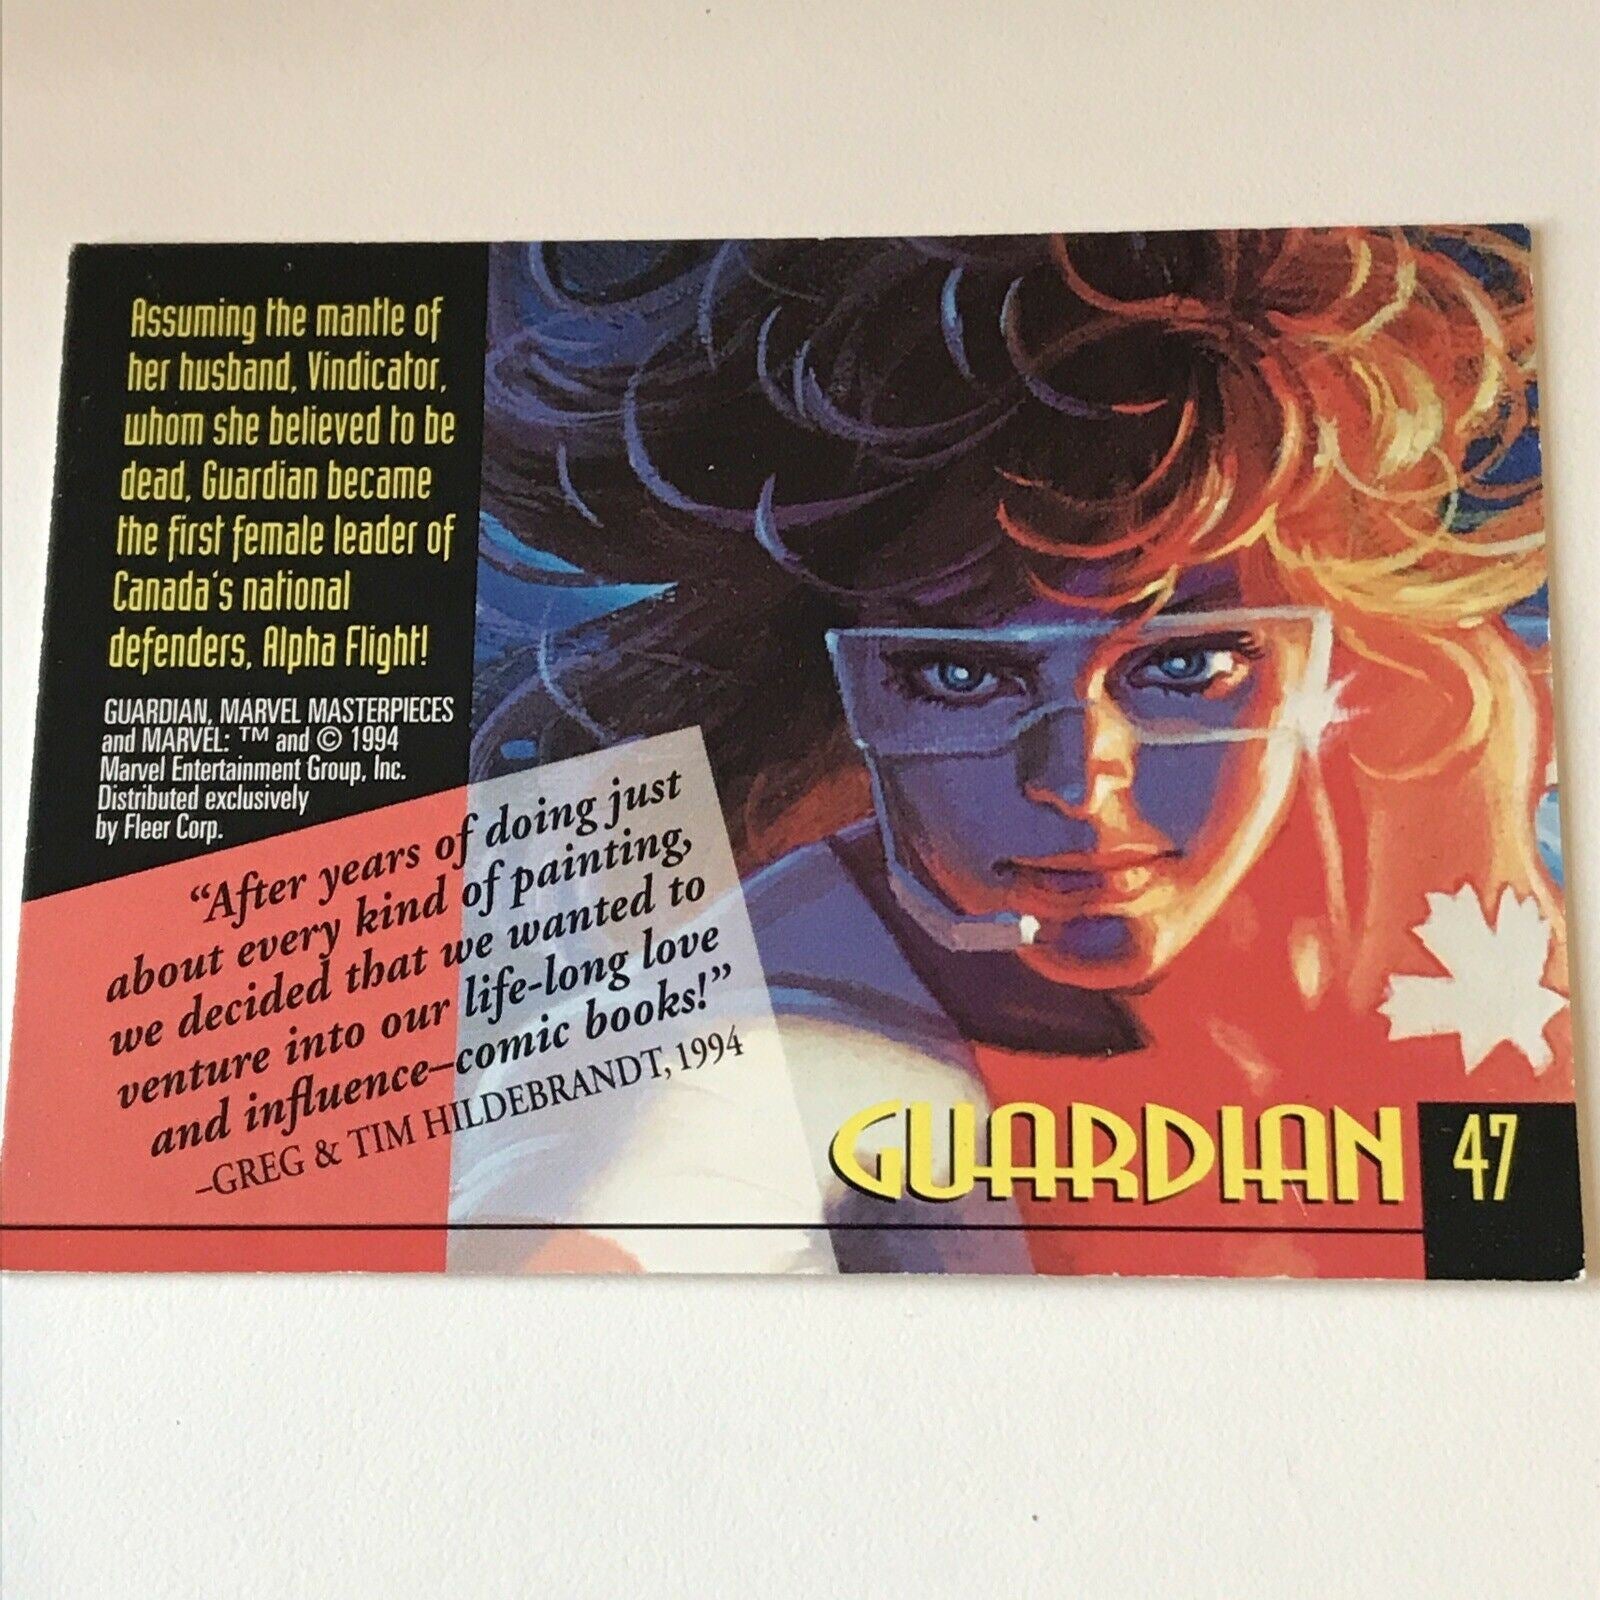 Assuming the mantle of
her husband, Vindicator,
whom she believed to be
dead, Guardian became
the first female leader of
Canada's national
defenders, Alpha Flight!
GUARDIAN, MARVEL MASTERPIECES
and MARVEL: ™ and © 1994
Marvel Entertainment Group, Inc.
Distributed exclusively
by Fleer Corp.
“After years of doing just
about every kind of painting,
we decided that we wanted to
venture into our life-long love
and influence–comic books!”
–GREG & TIM HILDEBRANDT, 1994
GUARDIAN
47